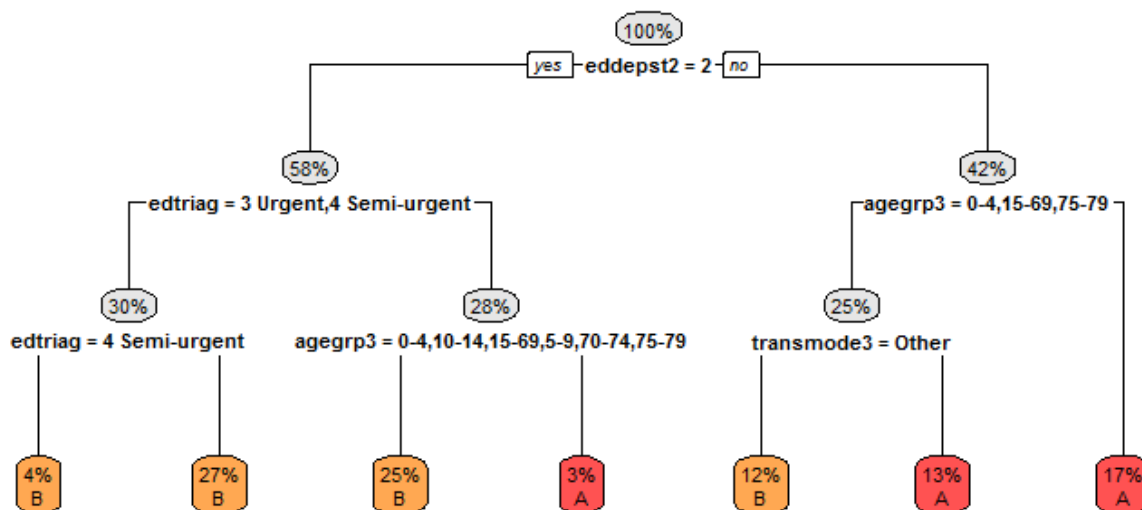 100%
yes eddepst2 = 2 no
58% 42%
edtriag = 3 Urgent,4 Semi-urgent agegrp3 = 0-4,15-69,75-79
30% 28% 25%
edtriag = 4 Semi-urgent agegrp3 = 0-4,10-14,15-69,5-9,70-74,75-79 transmode3 = Other
4% 27% 25% 3% 12% 13% 17%
B B B A B A A